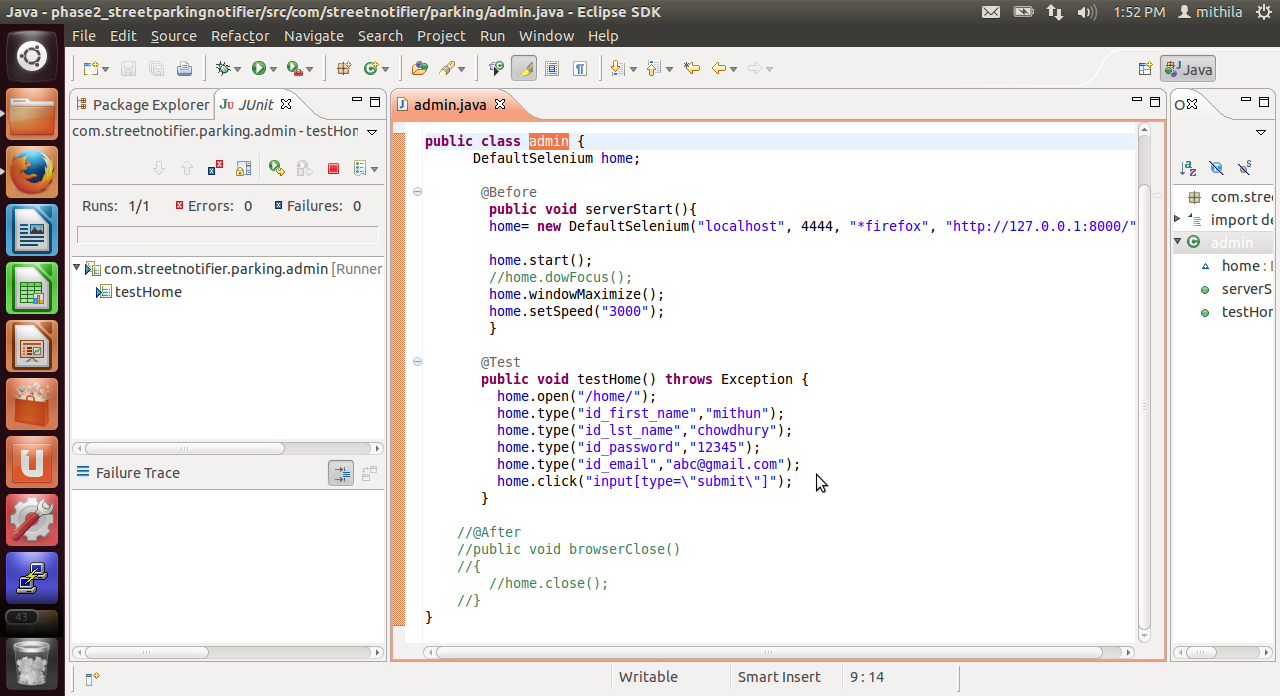 Java - phase2_streetparkingnotifier/src/com/streetnotifier/parking/admin.java - Eclipse SDK
1:52 PM mithila
File Edit Source Refactor Navigate Search Project Run Window Help
Java
Package Explorer JUnit
com.streetnotifier.parking.admin - testHon
Runs: 1/1 Errors: 0 Failures: 0
com.streetnotifier.parking.admin [Runner
testHome
Failure Trace
admin.java
public class admin {
DefaultSelenium home;
@Before
public void serverStart(){
home= new DefaultSelenium("localhost", 4444, "*firefox", "http://127.0.0.1:8000/"
home.start();
//home.dowFocus();
home.windowMaximize();
home.setSpeed("3000");
}
@Test
public void testHome() throws Exception {
home.open("/home/");
home.type("id_first_name","mithun");
home.type("id_lst_name","chowdhury");
home.type("id_password","12345");
home.type("id_email","abc@gmail.com");
home.click("input[type=\"submit\"]");
}
//@After
//public void browserClose()
//{
//home.close();
//}
}
O
com.stree
import de
admin
home :
serverS
testHor
43
Writable Smart Insert 9 : 14